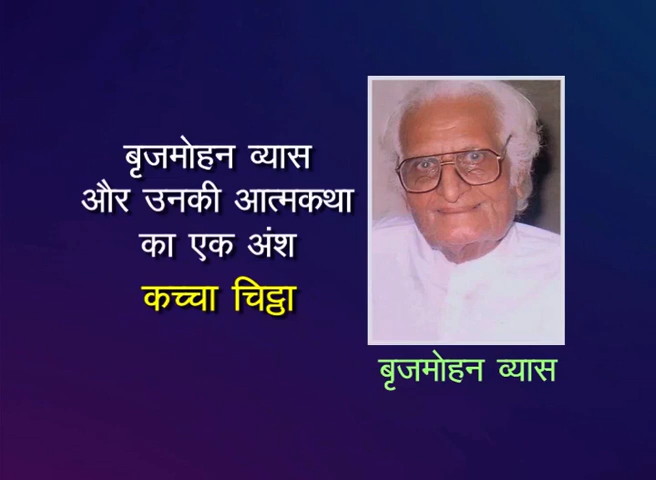 बृजमोहन व्यास
और उनकी आत्मकथा
का एक अंश
कच्चा चिट्ठा
बृजमोहन व्यास